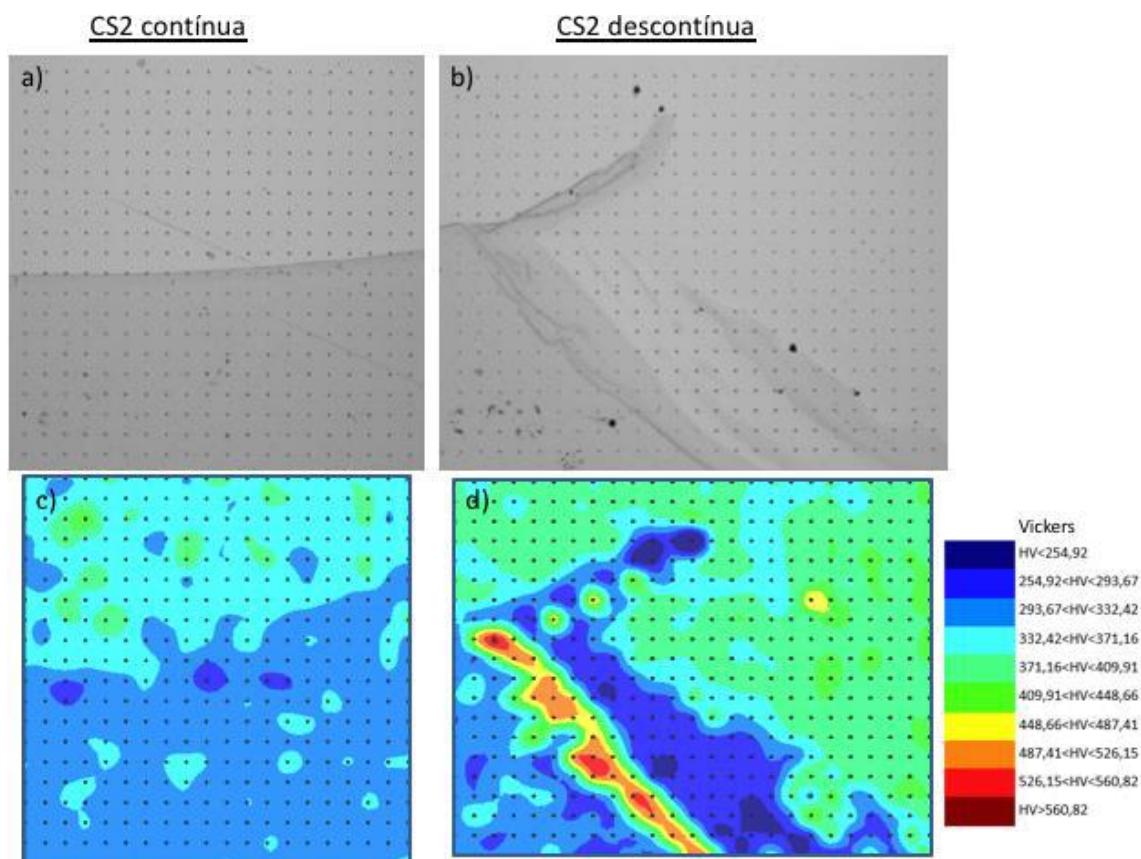 CS2 contínua
CS2 descontínua
a)
b)
c)
d)
Vickers
HV<254,92
254,92<HV<293,67
293,67<HV<332,42
332,42<HV<371,16
371,16<HV<409,91
409,91<HV<448,66
448,66<HV<487,41
487,41<HV<526,15
526,15<HV<560,82
HV>560,82